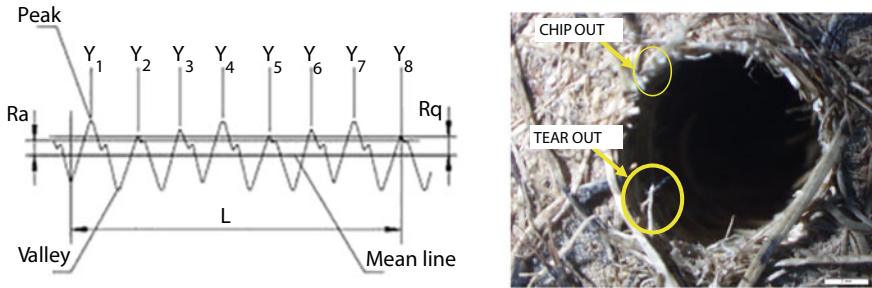 Peak
Y1 Y2 Y3 Y4 Y5 Y6 Y7 Y8
Ra
Rq
L
Valley
Mean line
CHIP OUT
TEAR OUT